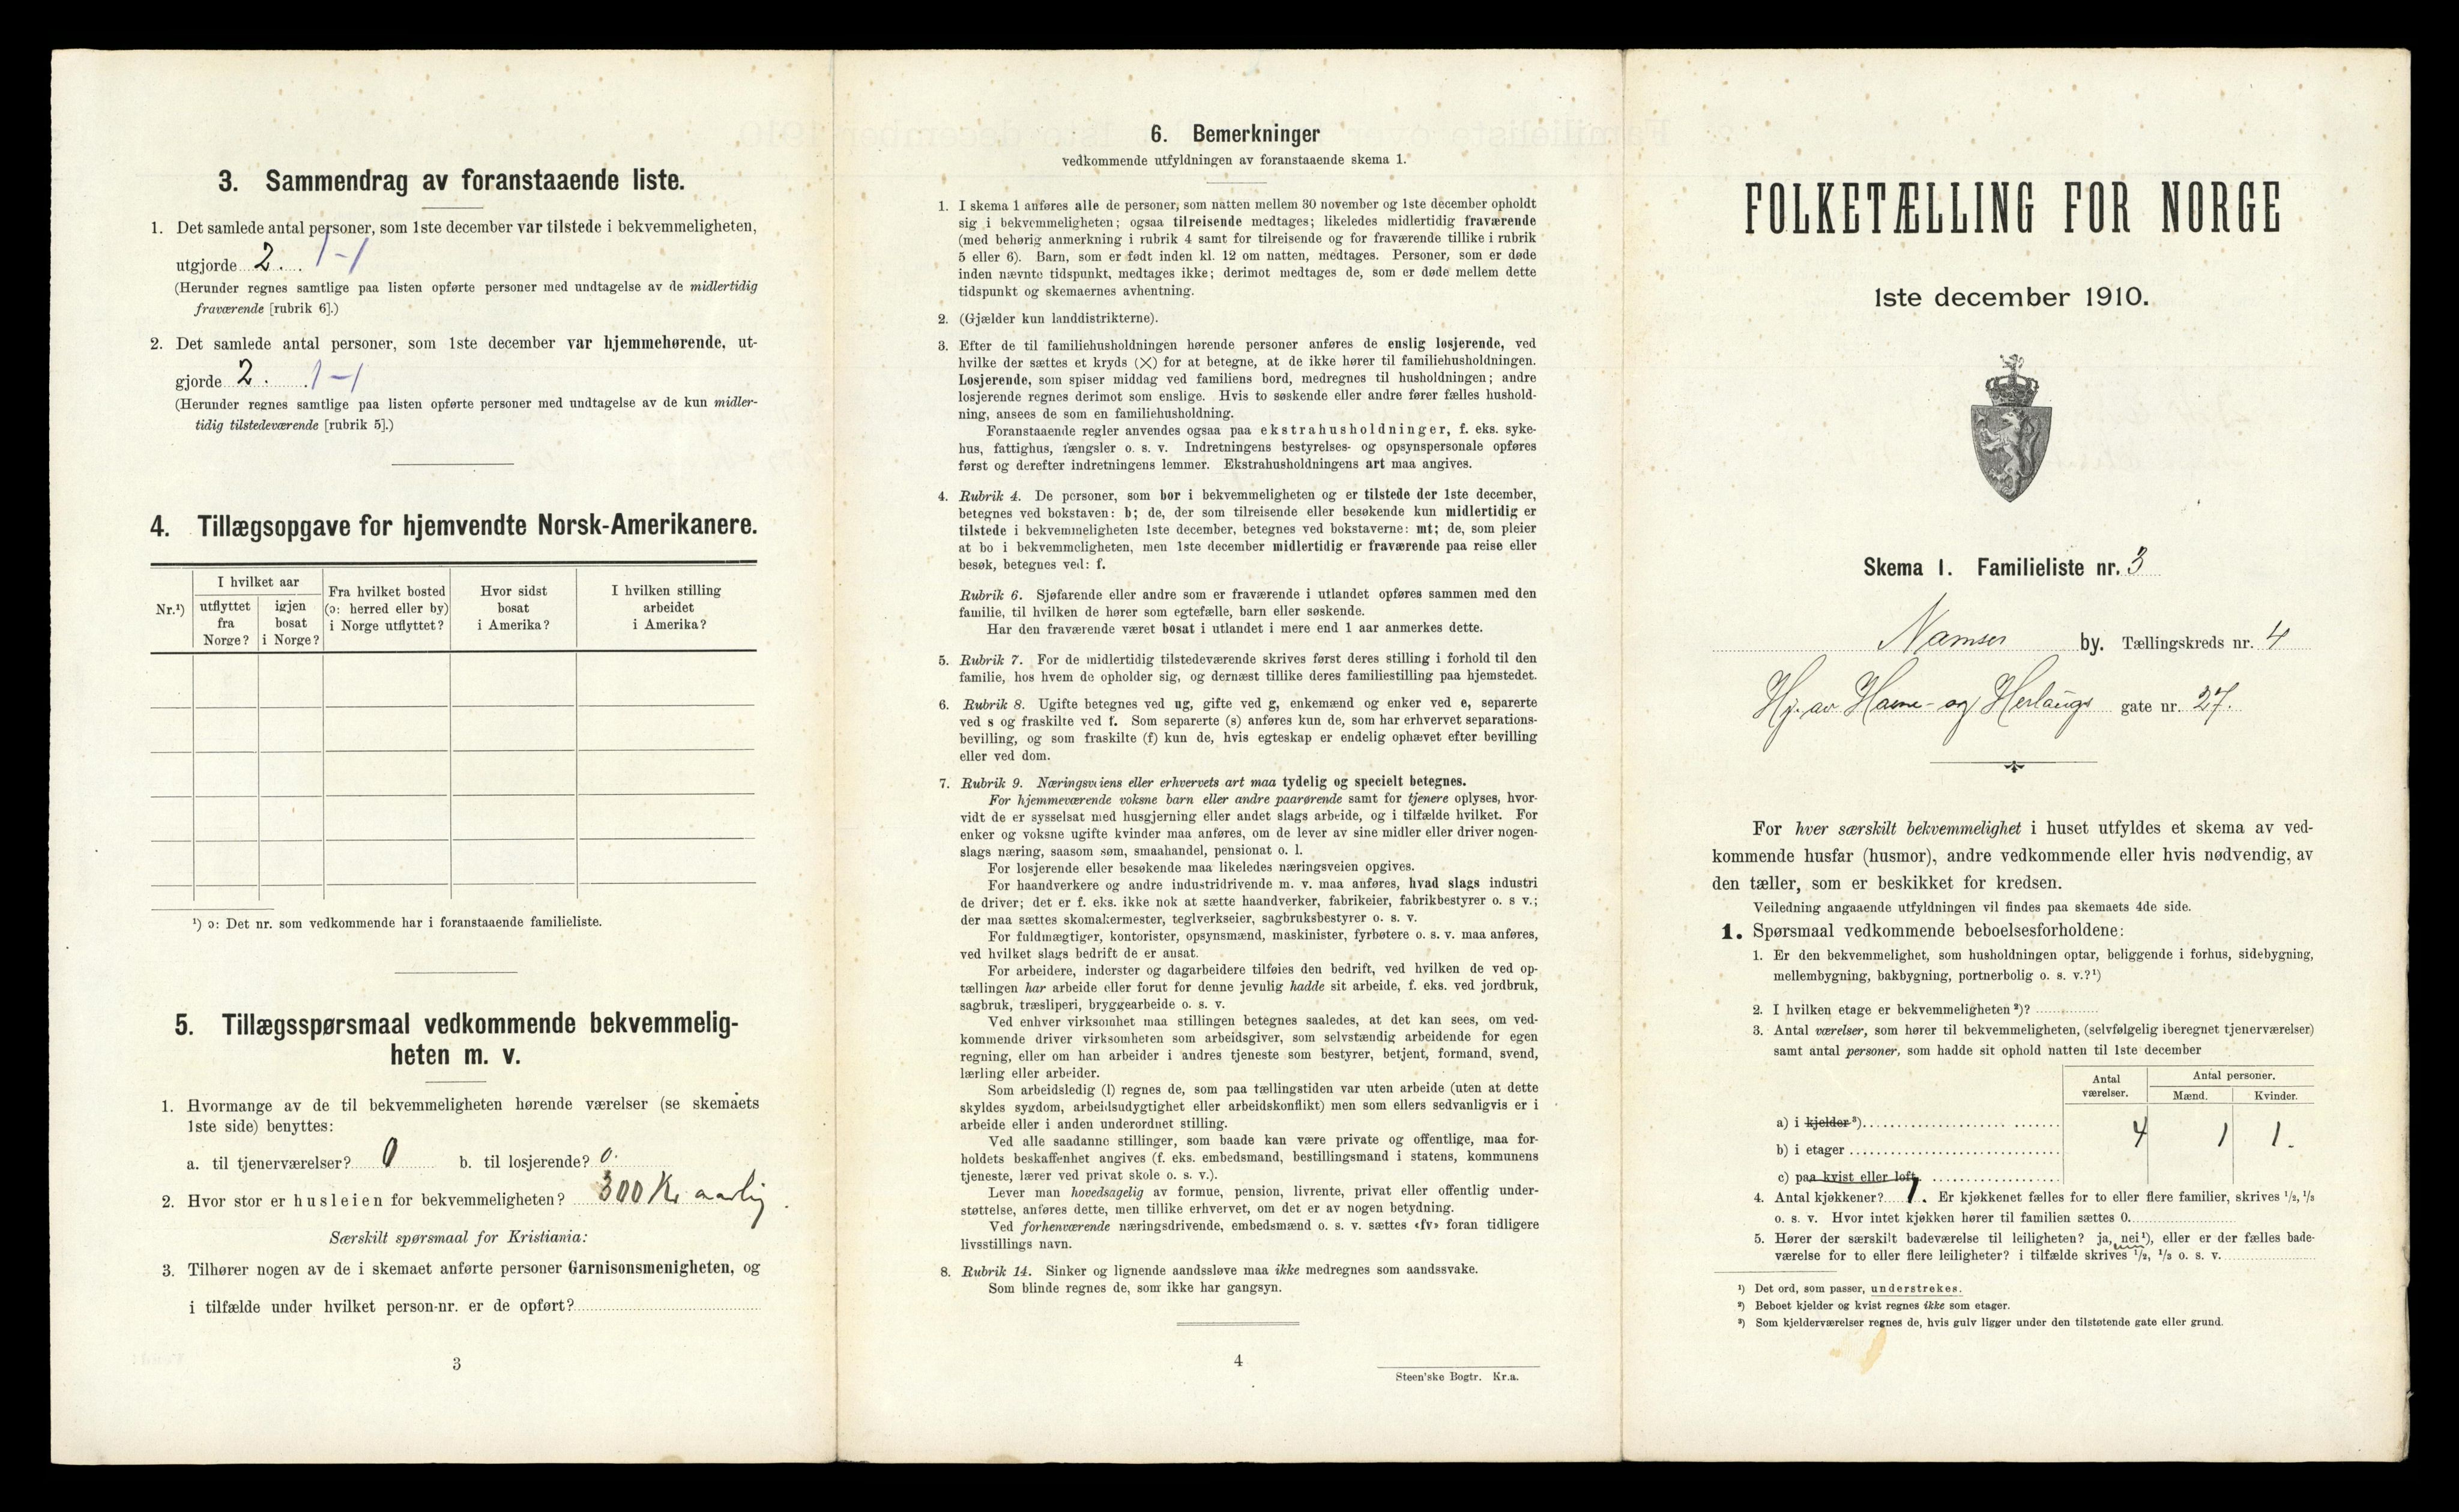 3. Sammendrag av foranstaaende liste.
1. Det samlede antal personer, som 1ste december var tilstede i bekvemmeligheten,
utgjorde 2. 1-1
(Herunder regnes samtlige paa listen opførte personer med undtagelse av de midlertidig
fraværende [rubrik 6].)
2. Det samlede antal personer, som 1ste december var hjemmehørende, ut-
gjorde 2. 1-1
(Herunder regnes samtlige paa listen opførte personer med undtagelse av de kun midler-
tidig tilstedeværende [rubrik 5].)
4. Tillægsopgave for hjemvendte Norsk-Amerikanere.
Nr.¹)
I hvilket aar
utflyttet
fra
Norge?
igjen
bosat
i Norge?
Fra hvilket bosted
(ɔ: herred eller by)
i Norge utflyttet?
Hvor sidst
bosat
i Amerika?
I hvilken stilling
arbeidet
i Amerika?
¹) ɔ: Det nr. som vedkommende har i foranstaaende familieliste.
5. Tillægsspørsmaal vedkommende bekvemmelig-
heten m. v.
1. Hvormange av de til bekvemmeligheten hørende værelser (se skemaets
1ste side) benyttes:
a. til tjenerværelser? 0 b. til losjerende? 0.
2. Hvor stor er husleien for bekvemmeligheten? 300 Kr aarlig
Særskilt spørsmaal for Kristiania:
3. Tilhører nogen av de i skemaet anførte personer Garnisonsmenigheten, og
i tilfælde under hvilket person-nr. er de opført?
3
6. Bemerkninger
vedkommende utfyldningen av foranstaaende skema 1.
1. I skema 1 anføres alle de personer, som natten mellem 30 november og 1ste december opholdt
sig i bekvemmeligheten; ogsaa tilreisende medtages; likeledes midlertidig fraværende
(med behørig anmerkning i rubrik 4 samt for tilreisende og for fraværende tillike i rubrik
5 eller 6). Barn, som er født inden kl. 12 om natten, medtages. Personer, som er døde
inden nævnte tidspunkt, medtages ikke; derimot medtages de, som er døde mellem dette
tidspunkt og skemaernes avhentning.
2. (Gjælder kun landdistrikterne).
3. Efter de til familiehusholdningen hørende personer anføres de enslig losjerende, ved
hvilke der sættes et kryds (×) for at betegne, at de ikke hører til familiehusholdningen.
Losjerende, som spiser middag ved familiens bord, medregnes til husholdningen; andre
losjerende regnes derimot som enslige. Hvis to søskende eller andre fører fælles hushold-
ning, ansees de som en familiehusholdning.
Foranstaaende regler anvendes ogsaa paa ekstrahusholdninger, f. eks. syke-
hus, fattighus, fængsler o. s. v. Indretningens bestyrelses- og opsynspersonale opføres
først og derefter indretningens lemmer. Ekstrahusholdningens art maa angives.
4. Rubrik 4. De personer, som bor i bekvemmeligheten og er tilstede der 1ste december,
betegnes ved bokstaven: b; de, der som tilreisende eller besøkende kun midlertidig er
tilstede i bekvemmeligheten 1ste december, betegnes ved bokstaverne: mt; de, som pleier
at bo i bekvemmeligheten, men 1ste december midlertidig er fraværende paa reise eller
besøk, betegnes ved: f.
Rubrik 6. Sjøfarende eller andre som er fraværende i utlandet opføres sammen med den
familie, til hvilken de hører som egtefælle, barn eller søskende.
Har den fraværende været bosat i utlandet i mere end 1 aar anmerkes dette.
5. Rubrik 7. For de midlertidig tilstedeværende skrives først deres stilling i forhold til den
familie, hos hvem de opholder sig, og dernæst tillike deres familiestilling paa hjemstedet.
6. Rubrik 8. Ugifte betegnes ved ug, gifte ved g, enkemænd og enker ved e, separerte
ved s og fraskilte ved f. Som separerte (s) anføres kun de, som har erhvervet separations-
bevilling, og som fraskilte (f) kun de, hvis egteskap er endelig ophævet efter bevilling
eller ved dom.
7. Rubrik 9. Næringsveiens eller erhvervets art maa tydelig og specielt betegnes.
For hjemmeværende voksne barn eller andre paarørende samt for tjenere oplyses, hvor-
vidt de er sysselsat med husgjerning eller andet slags arbeide, og i tilfælde hvilket. For
enker og voksne ugifte kvinder maa anføres, om de lever av sine midler eller driver nogen-
slags næring, saasom søm, smaahandel, pensionat o. l.
For losjerende eller besøkende maa likeledes næringsveien opgives.
For haandverkere og andre industridrivende m. v. maa anføres, hvad slags industri
de driver; det er f. eks. ikke nok at sætte haandverker, fabrikeier, fabrikbestyrer o. s v.;
der maa sættes skomakermester, teglverkseier, sagbruksbestyrer o. s. v.
For fuldmægtiger, kontorister, opsynsmænd, maskinister, fyrbøtere o. s. v. maa anføres,
ved hvilket slags bedrift de er ansat.
For arbeidere, inderster og dagarbeidere tilføies den bedrift, ved hvilken de ved op-
tællingen har arbeide eller forut for denne jevnlig hadde sit arbeide, f. eks. ved jordbruk,
sagbruk, træsliperi, bryggearbeide o. s. v.
Ved enhver virksomhet maa stillingen betegnes saaledes, at det kan sees, om ved-
kommende driver virksomheten som arbeidsgiver, som selvstændig arbeidende for egen
regning, eller om han arbeider i andres tjeneste som bestyrer, betjent, formand, svend,
lærling eller arbeider.
Som arbeidsledig (l) regnes de, som paa tællingstiden var uten arbeide (uten at dette
skyldes sygdom, arbeidsudygtighet eller arbeidskonflikt) men som ellers sedvanligvis er i
arbeide eller i anden underordnet stilling.
Ved alle saadanne stillinger, som baade kan være private og offentlige, maa for-
holdets beskaffenhet angives (f. eks. embedsmand, bestillingsmand i statens, kommunens
tjeneste, lærer ved privat skole o. s. v.).
Lever man hovedsagelig av formue, pension, livrente, privat eller offentlig under-
støttelse, anføres dette, men tillike erhvervet, om det er av nogen betydning.
Ved forhenværende næringsdrivende, embedsmænd o. s. v. sættes «fv» foran tidligere
livsstillings navn.
8. Rubrik 14. Sinker og lignende aandssløve maa ikke medregnes som aandssvake.
Som blinde regnes de, som ikke har gangsyn.
4
Steen'ske Bogtr. Kr.a.
FOLKETÆLLING FOR NORGE
1ste december 1910.
Skema 1. Familieliste nr. 3
Namsos by. Tællingskreds nr. 4
Hj. av Havne- og Herlaugs gate nr. 27.
For hver særskilt bekvemmelighet i huset utfyldes et skema av ved-
kommende husfar (husmor), andre vedkommende eller hvis nødvendig, av
den tæller, som er beskikket for kredsen.
Veiledning angaaende utfyldningen vil findes paa skemaets 4de side.
1. Spørsmaal vedkommende beboelsesforholdene:
1. Er den bekvemmelighet, som husholdningen optar, beliggende i forhus, sidebygning,
mellembygning, bakbygning, portnerbolig o. s. v.?¹)
2. I hvilken etage er bekvemmeligheten ²)?
3. Antal værelser, som hører til bekvemmeligheten, (selvfølgelig iberegnet tjenerværelser)
samt antal personer, som hadde sit ophold natten til 1ste december
Antal
værelser.
Antal personer.
Mænd. Kvinder.
a) i kjelder ³)
b) i etager 4 1 1.
c) paa kvist eller loft
4. Antal kjøkkener? 1. Er kjøkkenet fælles for to eller flere familier, skrives ¹/₂, ¹/₃
o. s. v. Hvor intet kjøkken hører til familien sættes 0.
5. Hører der særskilt badeværelse til leiligheten? ja, nei ¹), eller er der fælles bade-
værelse for to eller flere leiligheter? i tilfælde skrives ¹/₂, ¹/₃ o. s. v.
¹) Det ord, som passer, understrekes.
²) Beboet kjelder og kvist regnes ikke som etager.
³) Som kjelderværelser regnes de, hvis gulv ligger under den tilstøtende gate eller grund.